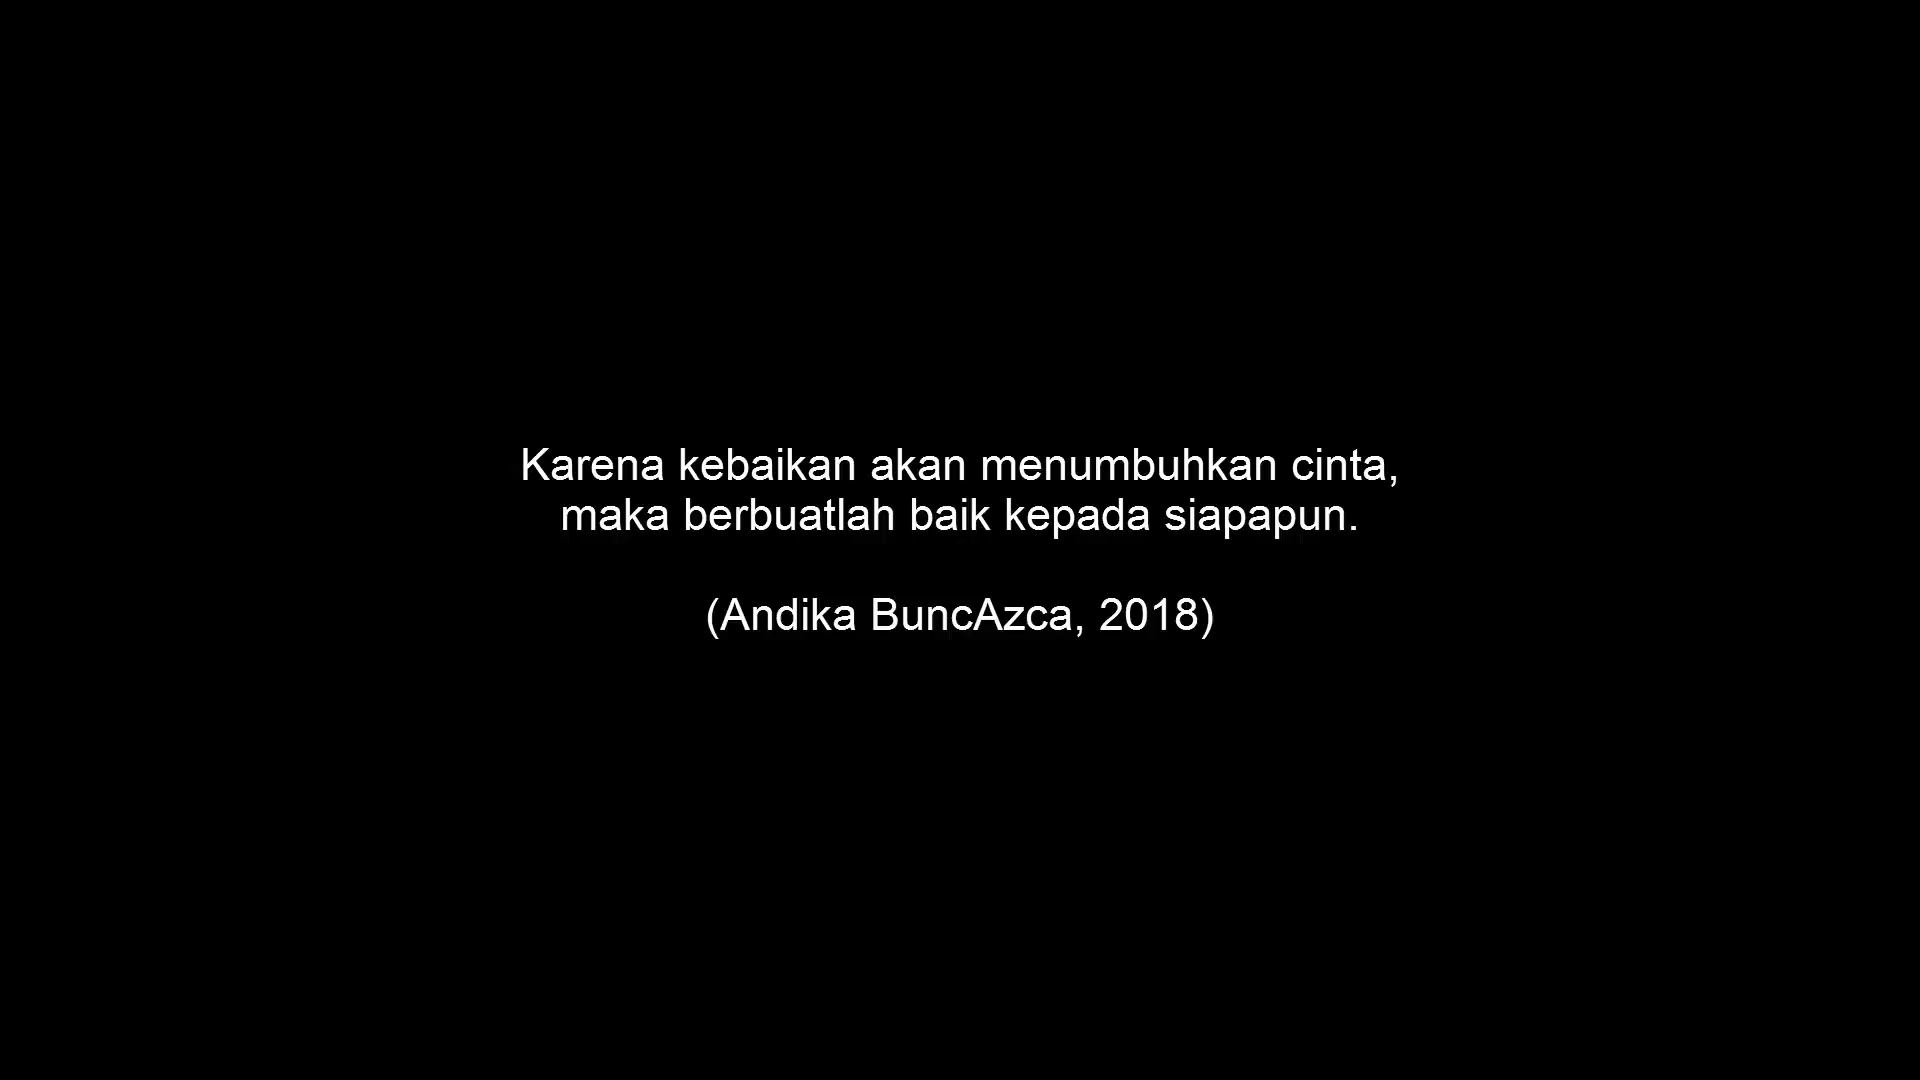 Karena kebaikan akan menumbuhkan cinta,
maka berbuatlah baik kepada siapapun.
(Andika BuncAzca, 2018)